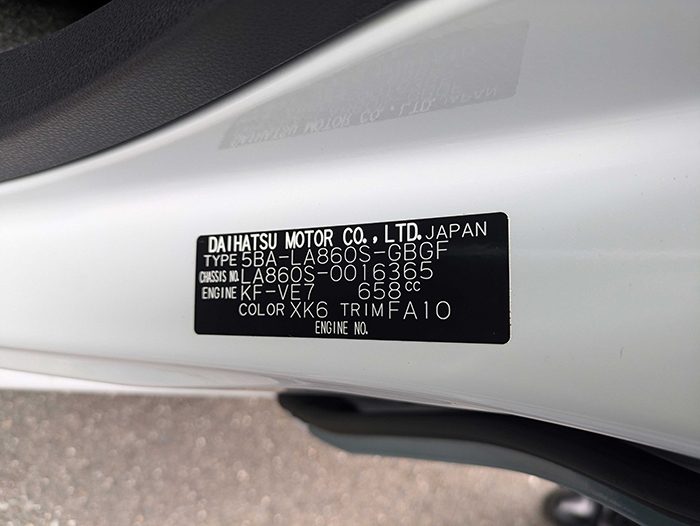 DAIHATSU MOTOR CO.,LTD. JAPAN
TYPE 5BA-LA860S-GBGF
CHASSIS NO. LA860S-0016365
ENGINE KF-VE7 658cc
COLOR XK6 TRIM FA10
ENGINE NO.